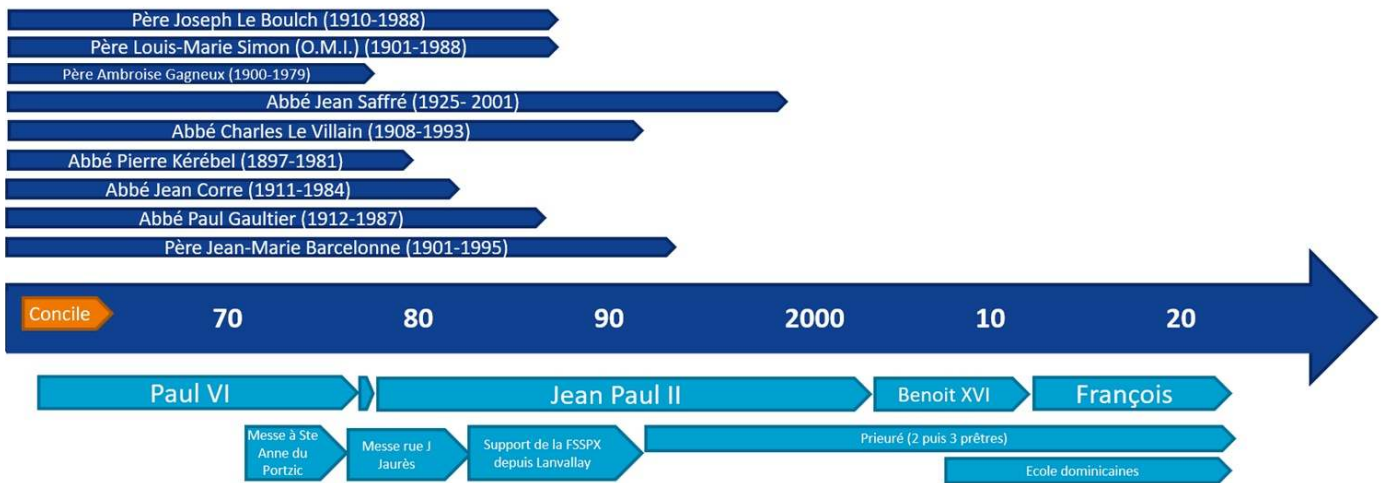 Père Joseph Le Boulch (1910-1988)
Père Louis-Marie Simon (O.M.I.) (1901-1988)
Père Ambroise Gagneux (1900-1979)
Abbé Jean Saffré (1925- 2001)
Abbé Charles Le Villain (1908-1993)
Abbé Pierre Kérébel (1897-1981)
Abbé Jean Corre (1911-1984)
Abbé Paul Gaultier (1912-1987)
Père Jean-Marie Barcelonne (1901-1995)
Concile 70 80 90 2000 10 20
Paul VI Jean Paul II Benoit XVI François
Messe à Ste
Anne du
Portzic
Messe rue J
Jaurès
Support de la FSSPX
depuis Lanvallay
Prieuré (2 puis 3 prêtres)
Ecole dominicaines